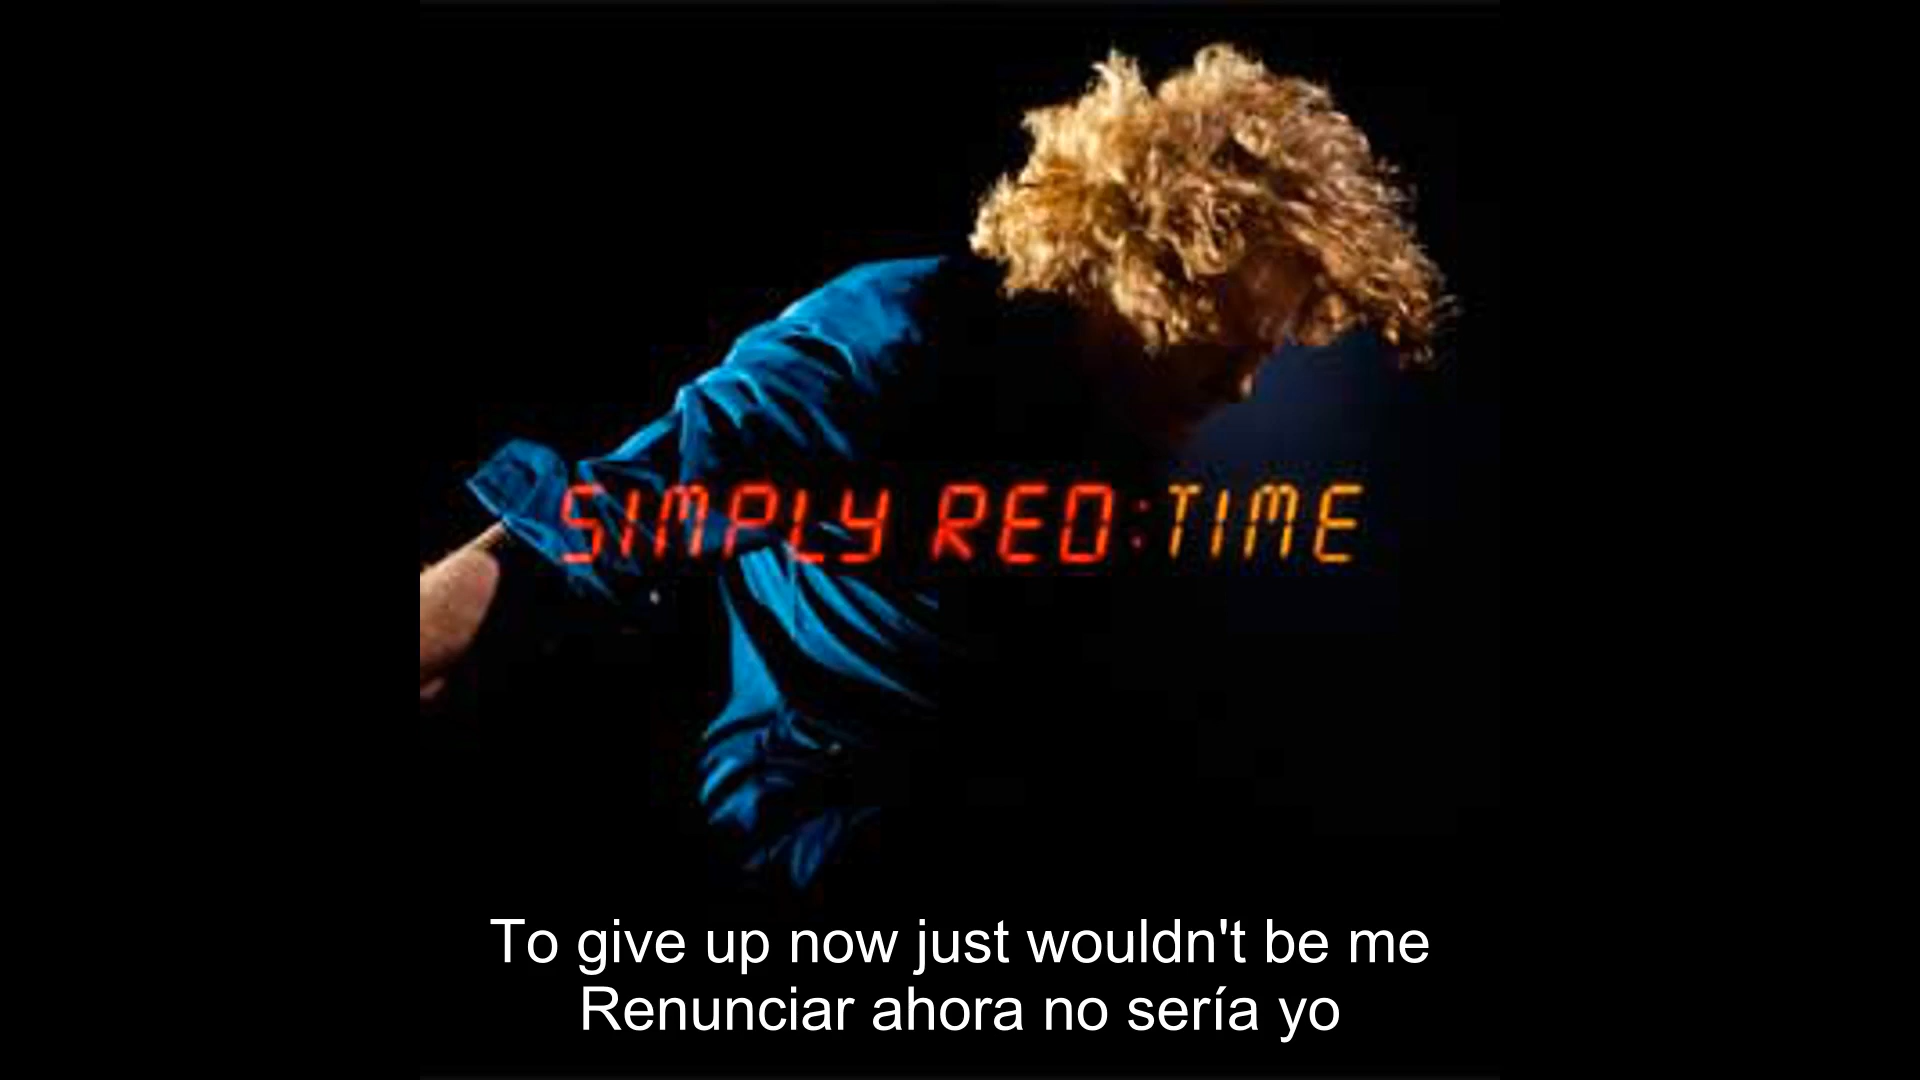 SIMPLY RED:TIME
To give up now just wouldn't be me
Renunciar ahora no sería yo